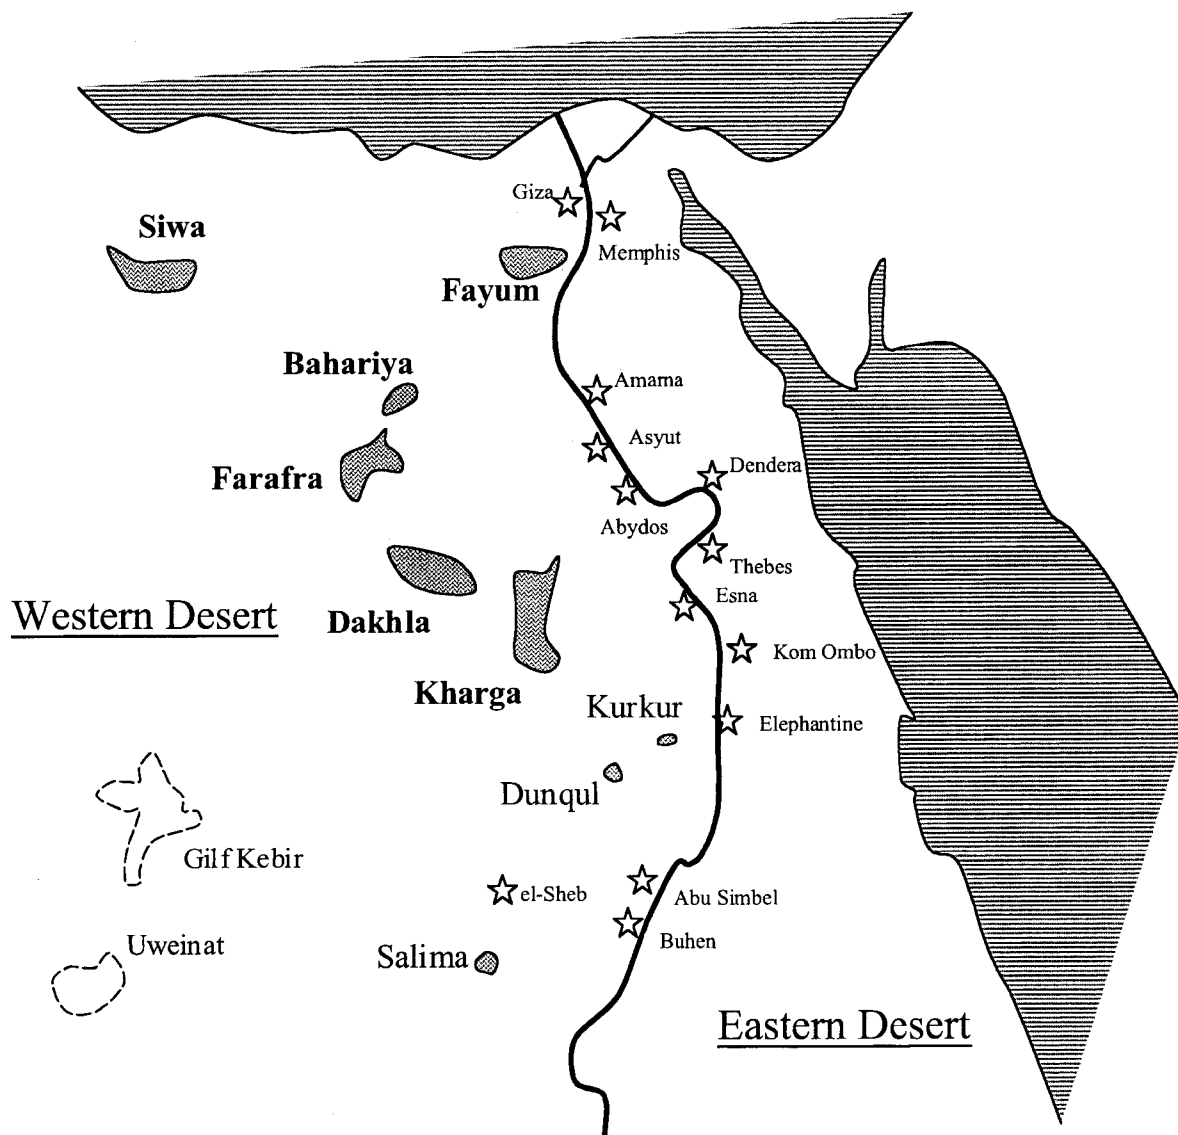 Giza
Siwa
Memphis
Fayum
Bahariya
Amarna
Asyut
Dendera
Farafra
Abydos
Thebes
Esna
Western Desert
Dakhla
Kom Ombo
Kharga
Kurkur
Elephantine
Dunqul
Gilf Kebir
el-Sheb
Abu Simbel
Uweinat
Buhen
Salima
Eastern Desert